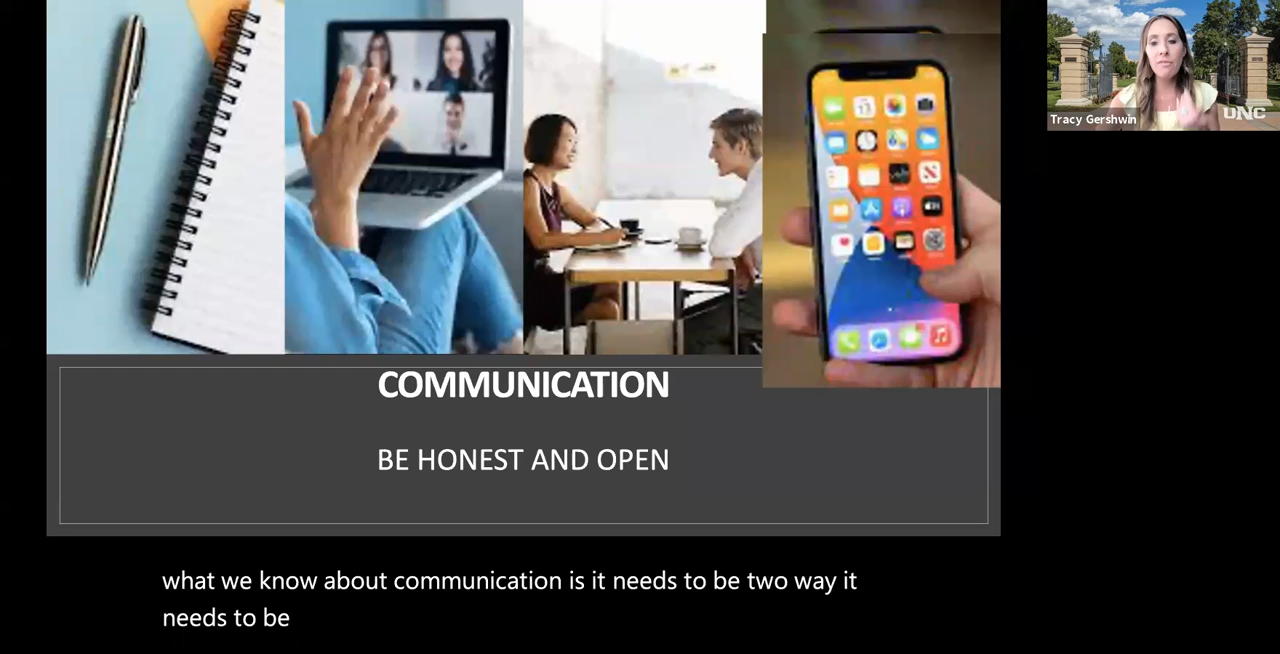 Tracy Gershwin
UNC
13
COMMUNICATION
BE HONEST AND OPEN
what we know about communication is it needs to be two way it
needs to be